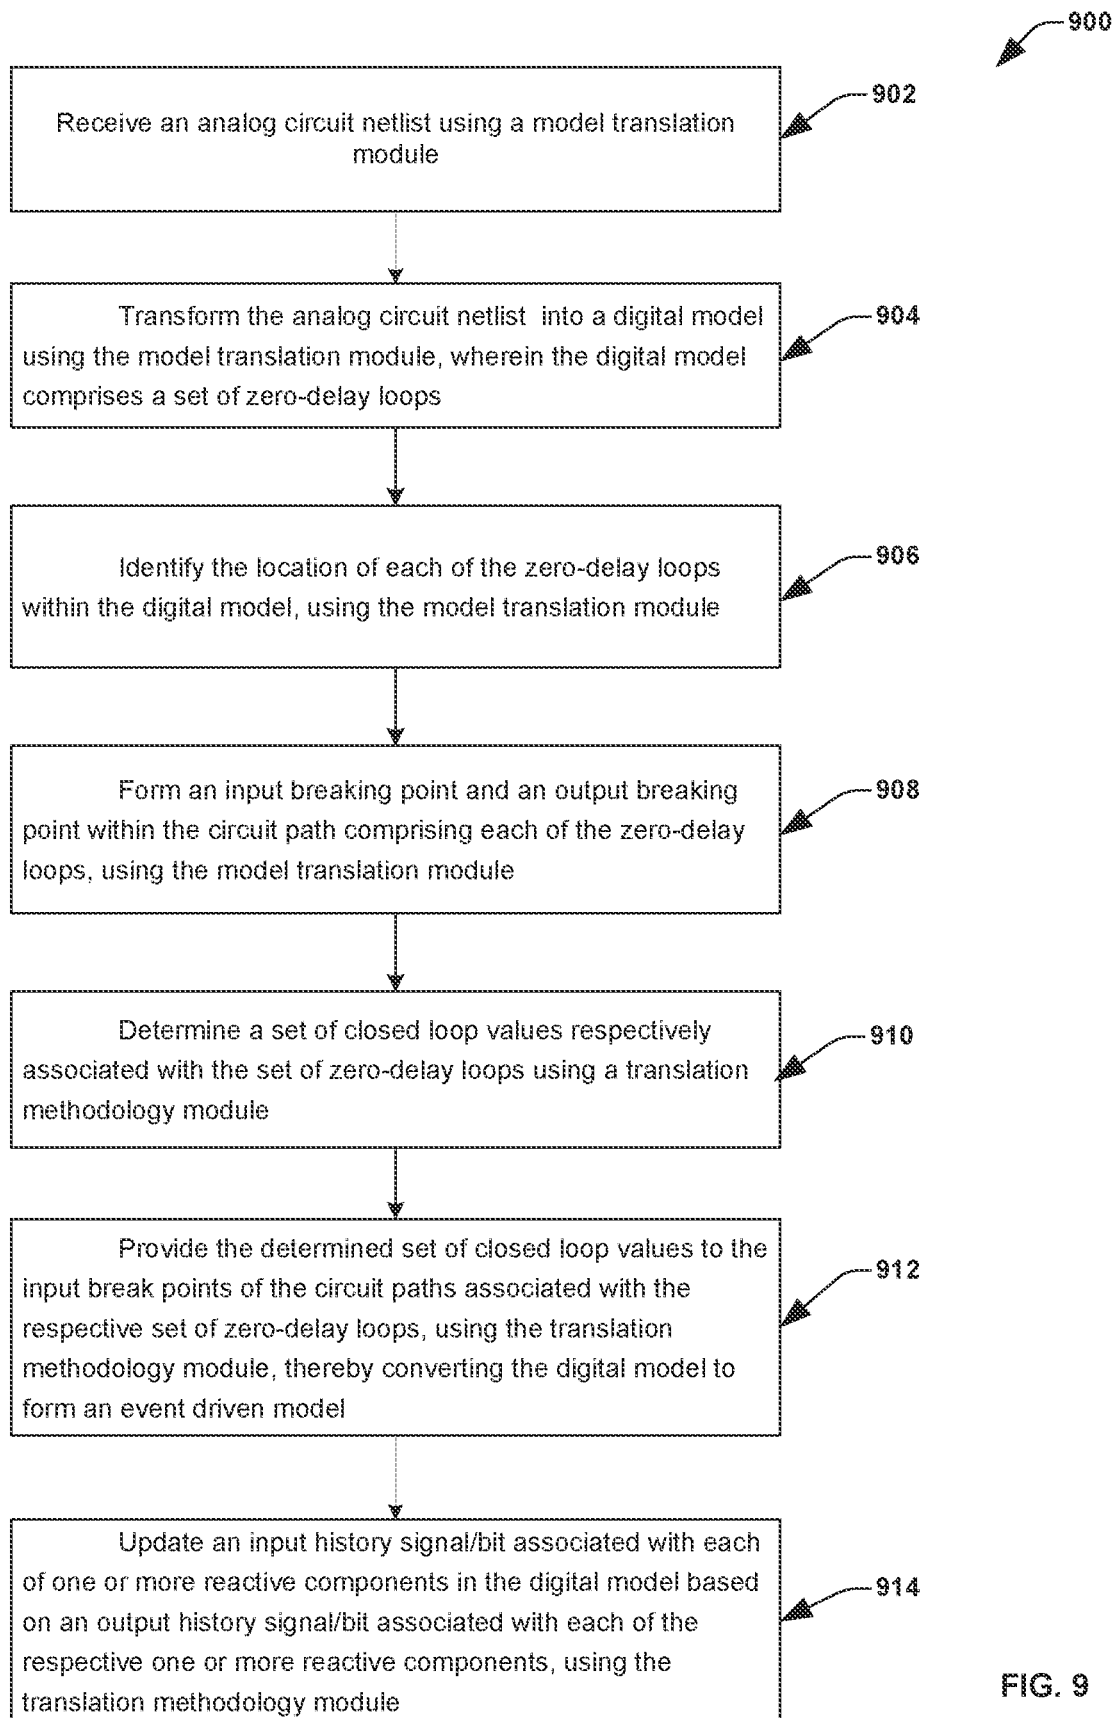 900
902
Receive an analog circuit netlist using a model translation
module
904
Transform the analog circuit netlist into a digital model
using the model translation module, wherein the digital model
comprises a set of zero-delay loops
906
Identify the location of each of the zero-delay loops
within the digital model, using the model translation module
908
Form an input breaking point and an output breaking
point within the circuit path comprising each of the zero-delay
loops, using the model translation module
910
Determine a set of closed loop values respectively
associated with the set of zero-delay loops using a translation
methodology module
912
Provide the determined set of closed loop values to the
input break points of the circuit paths associated with the
respective set of zero-delay loops, using the translation
methodology module, thereby converting the digital model to
form an event driven model
914
Update an input history signal/bit associated with each
of one or more reactive components in the digital model based
on an output history signal/bit associated with each of the
respective one or more reactive components, using the
translation methodology module
FIG. 9